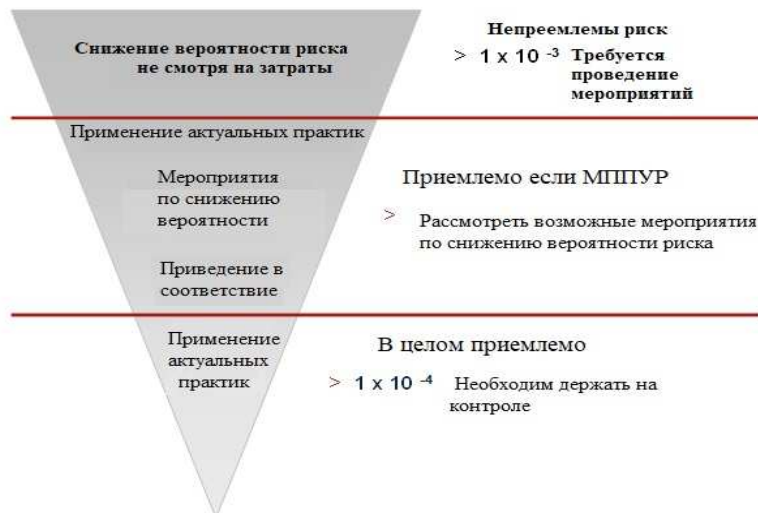 Снижение вероятности риска
не смотря на затраты
Непреемлемы риск
> 1 x 10 -3 Требуется
проведение
мероприятий
Применение актуальных практик
Мероприятия
по снижению
вероятности
Приведение в
соответствие
Приемлемо если МППУР
> Рассмотреть возможные мероприятия
по снижению вероятности риска
Применение
актуальных
практик
В целом приемлемо
> 1 x 10 -4 Необходим держать на
контроле